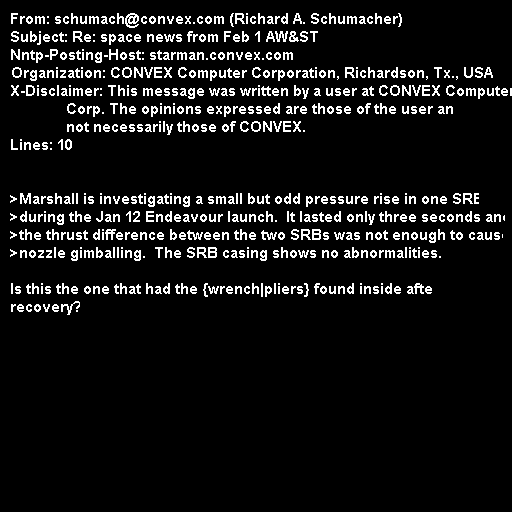 From: schumach@convex.com (Richard A. Schumacher)
Subject: Re: space news from Feb 1 AW&ST
Nntp-Posting-Host: starman.convex.com
Organization: CONVEX Computer Corporation, Richardson, Tx., USA
X-Disclaimer: This message was written by a user at CONVEX Computer
Corp. The opinions expressed are those of the user an
not necessarily those of CONVEX.
Lines: 10
>Marshall is investigating a small but odd pressure rise in one SRB
>during the Jan 12 Endeavour launch.  It lasted only three seconds and
>the thrust difference between the two SRBs was not enough to cause
>nozzle gimballing.  The SRB casing shows no abnormalities.
Is this the one that had the {wrench|pliers} found inside afte
recovery?